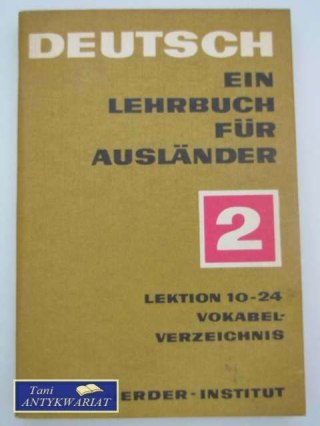 DEUTSCH
EIN
LEHRBUCH
FÜR
AUSLÄNDER
2
LEKTION 10-24
VOKABEL-
VERZEICHNIS
ERDER-INSTITUT
Tani
ANTYKWARIAT